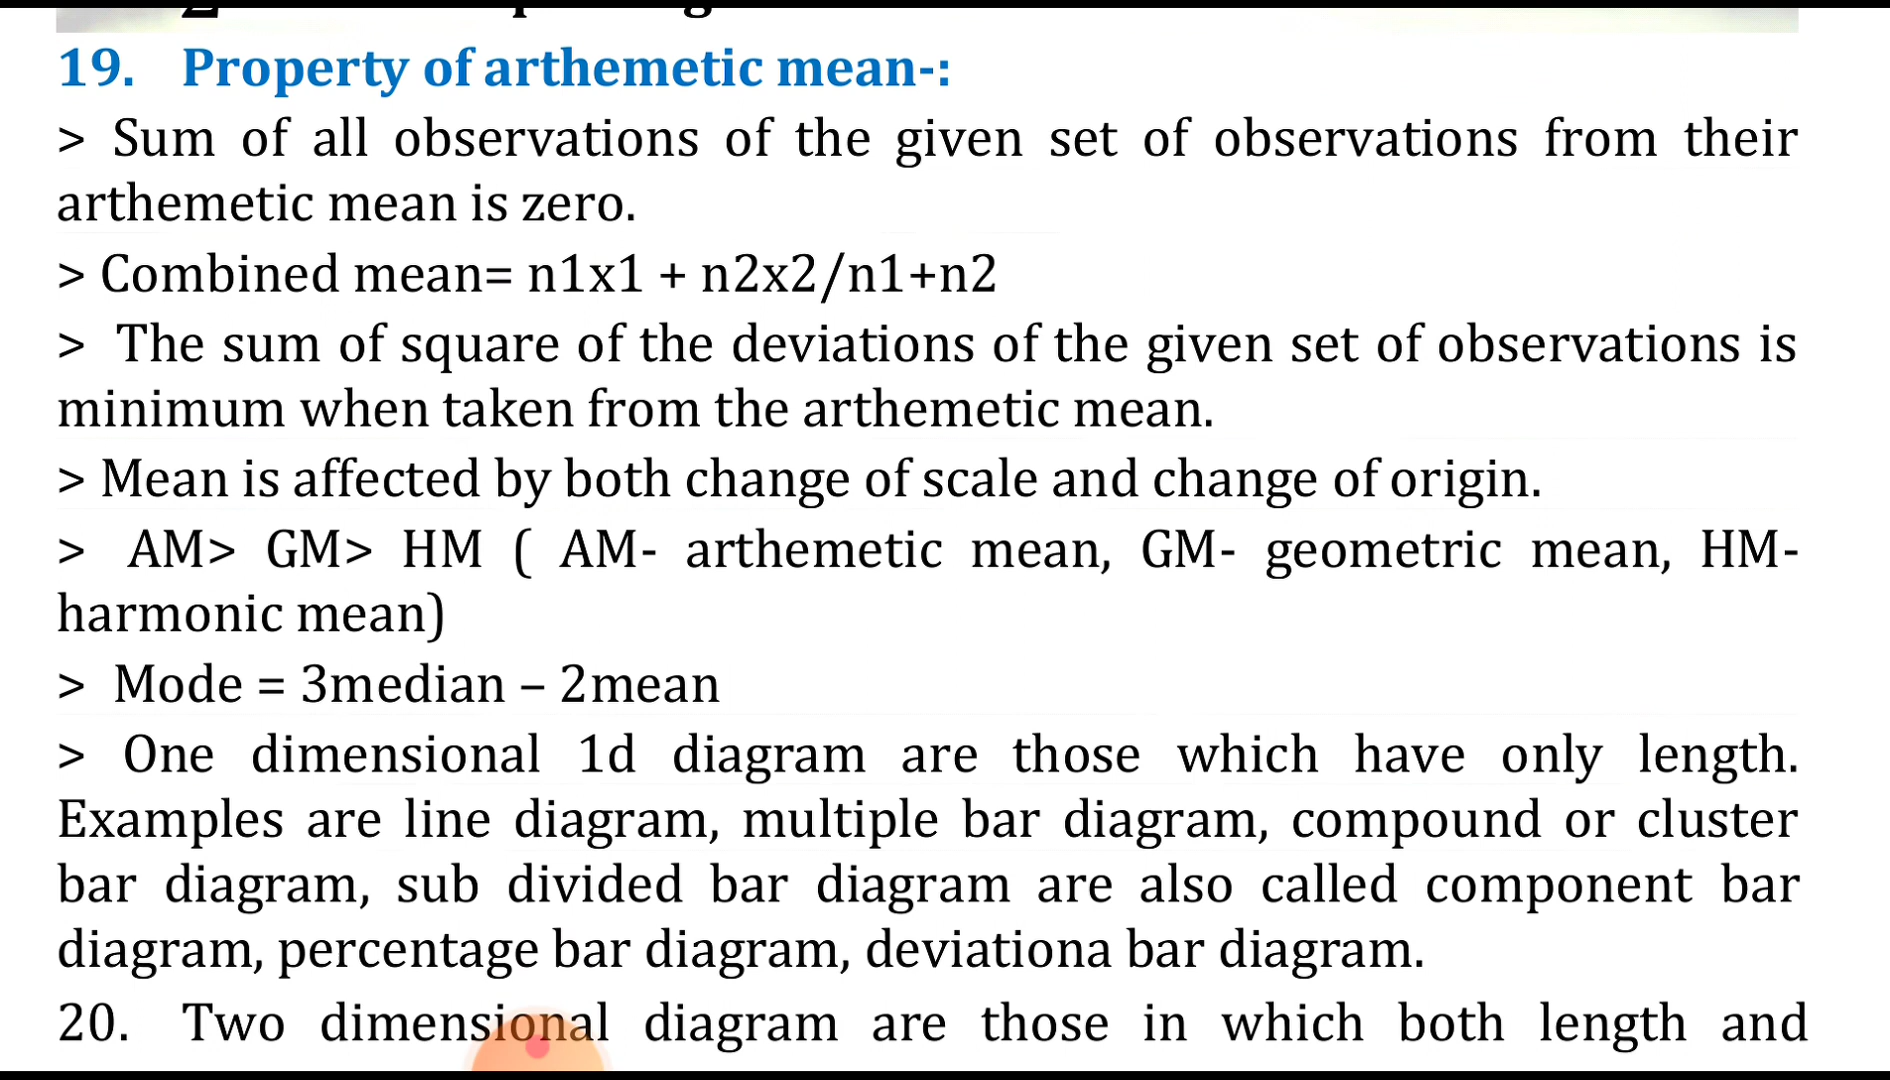 19. Property of arthemetic mean-:
> Sum of all observations of the given set of observations from their
arthemetic mean is zero.
> Combined mean= n1x1 + n2x2/n1+n2
> The sum of square of the deviations of the given set of observations is
minimum when taken from the arthemetic mean.
> Mean is affected by both change of scale and change of origin.
> AM> GM> HM ( AM- arthemetic mean, GM- geometric mean, HM-
harmonic mean)
> Mode = 3median – 2mean
> One dimensional 1d diagram are those which have only length.
Examples are line diagram, multiple bar diagram, compound or cluster
bar diagram, sub divided bar diagram are also called component bar
diagram, percentage bar diagram, deviationa bar diagram.
20. Two dimensional diagram are those in which both length and